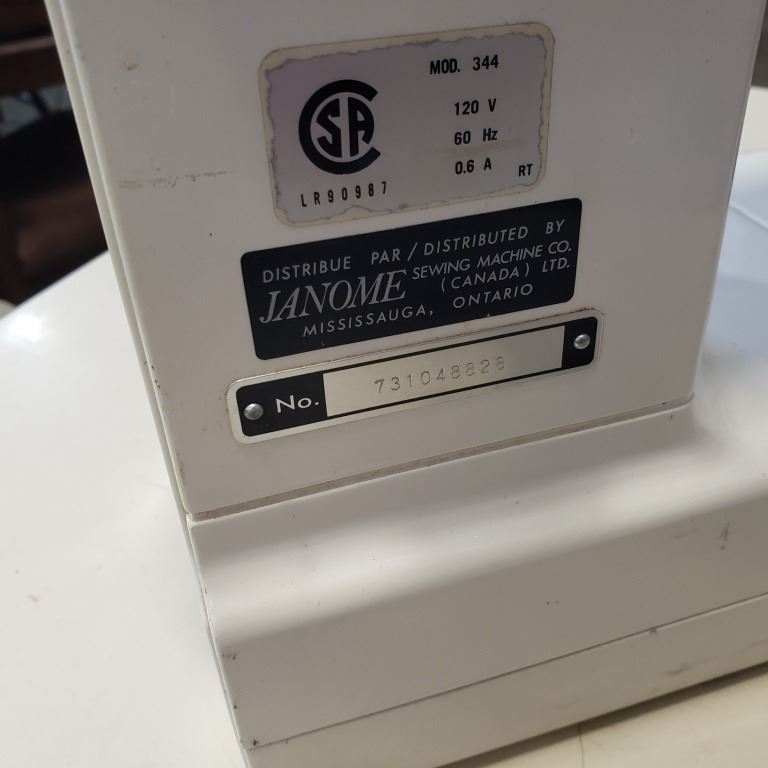 MOD. 344
CSA
120 V
60 Hz
0.6 A
RT
LR90987
DISTRIBUE PAR / DISTRIBUTED BY
JANOME SEWING MACHINE CO.
(CANADA) LTD.
MISSISSAUGA, ONTARIO
No. 731048828